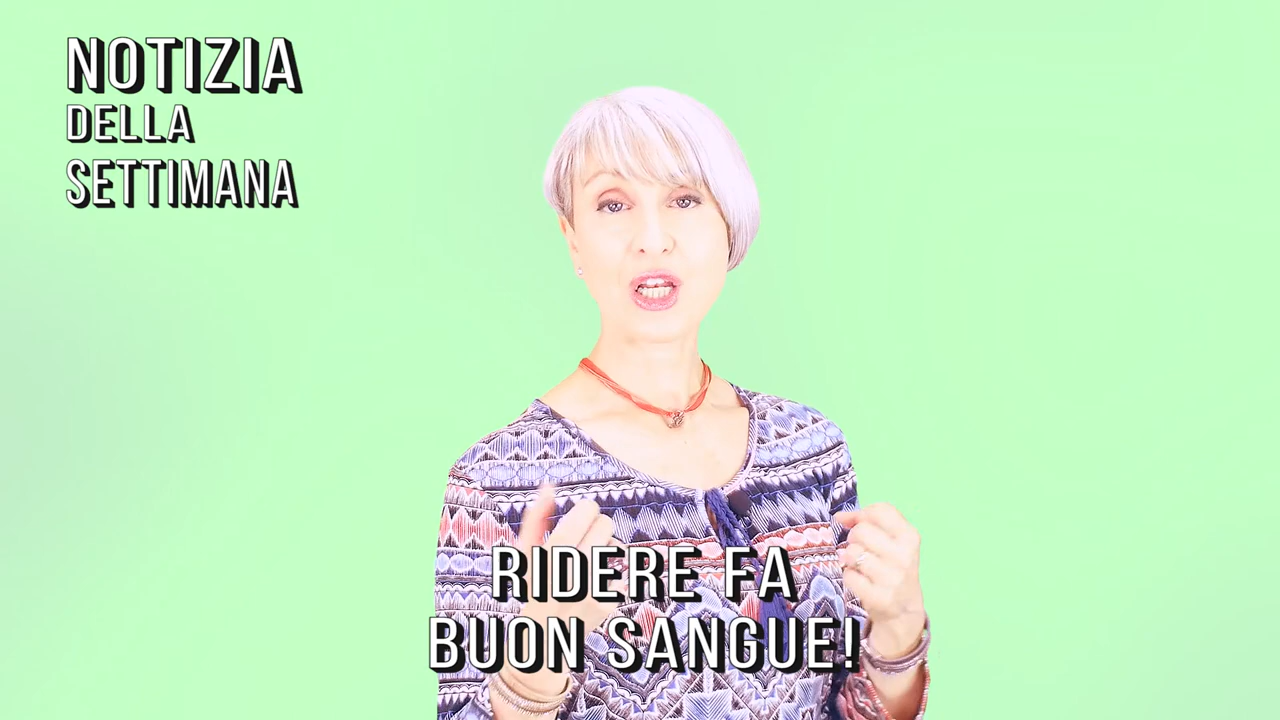 NOTIZIA
DELLA
SETTIMANA
RIDERE FA
BUON SANGUE!